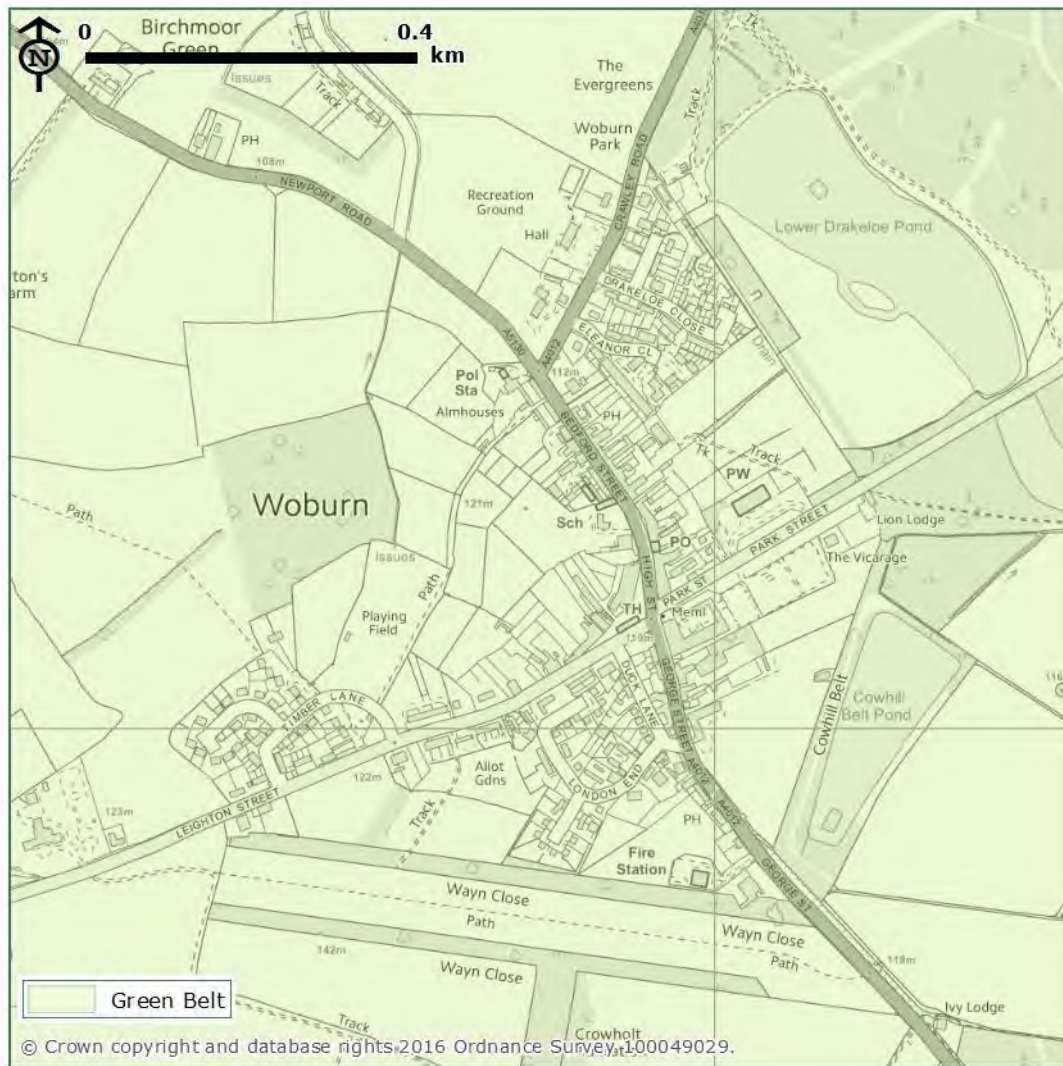 0
0.4
km
N
Birchmoor
Green
Issues
Track
PH
108m
NEWPORT ROAD
The
Evergreens
Woburn
Park
Track
Tk
CRAWLEY ROAD
Recreation
Ground
Hall
Lower Drakeloe Pond
DRAKELOE CLOSE
ELEANOR CL
Drain
A4012
112m
Pol
Sta
Almhouses
PH
BEDFORD STREET
Tk
Track
PW
Woburn
Path
121m
Sch
PO
HIGH ST
PARK STREET
PARK ST
Lion Lodge
The Vicarage
Issues
Path
Playing
Field
TH
Meml
GEORGE STREET
DUCK LANE
TIMBER LANE
Cowhill
Belt Pond
Cowhill Belt
122m
Allot
Gdns
LONDON END
A4012
A4012
123m
LEIGHTON STREET
Track
PH
Fire
Station
GEORGE ST
Wayn Close
Path
Wayn Close
Path
142m
Wayn Close
118m
Ivy Lodge
Green Belt
Track
Crowholt
© Crown copyright and database rights 2016 Ordnance Survey 100049029.